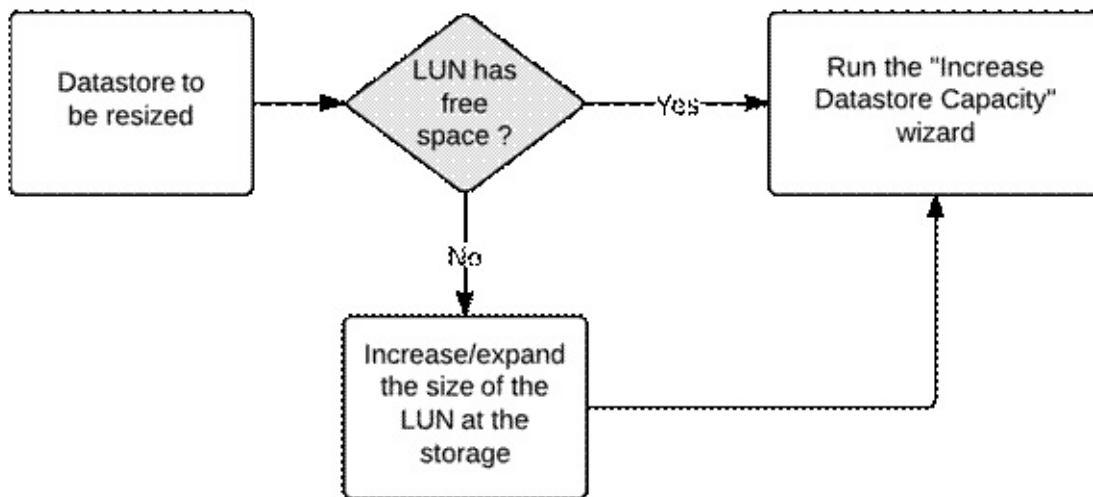 Datastore to
be resized
LUN has
free
space ?
Yes
Run the "Increase
Datastore Capacity"
wizard
No
Increase/expand
the size of the
LUN at the
storage